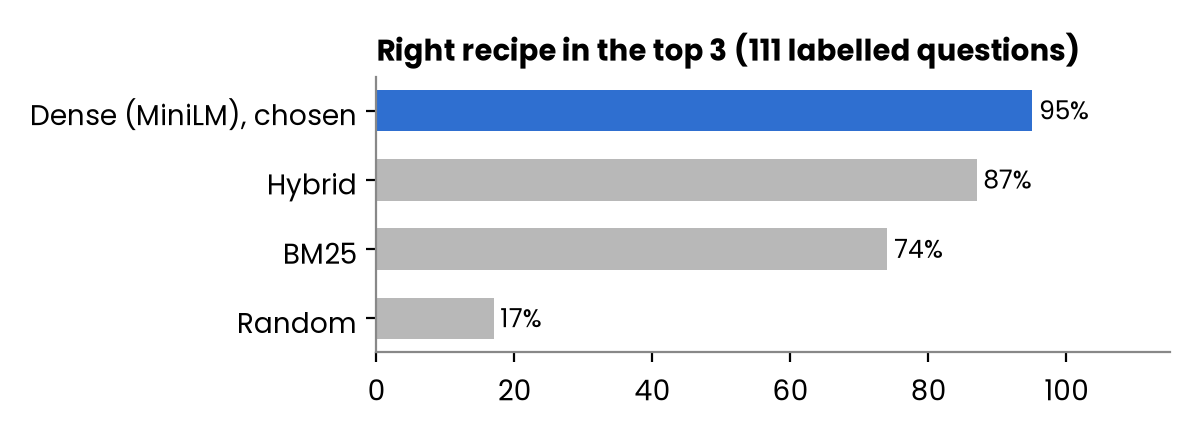 Right recipe in the top 3 (111 labelled questions)
Dense (MiniLM), chosen 95%
Hybrid 87%
BM25 74%
Random 17%
0 20 40 60 80 100